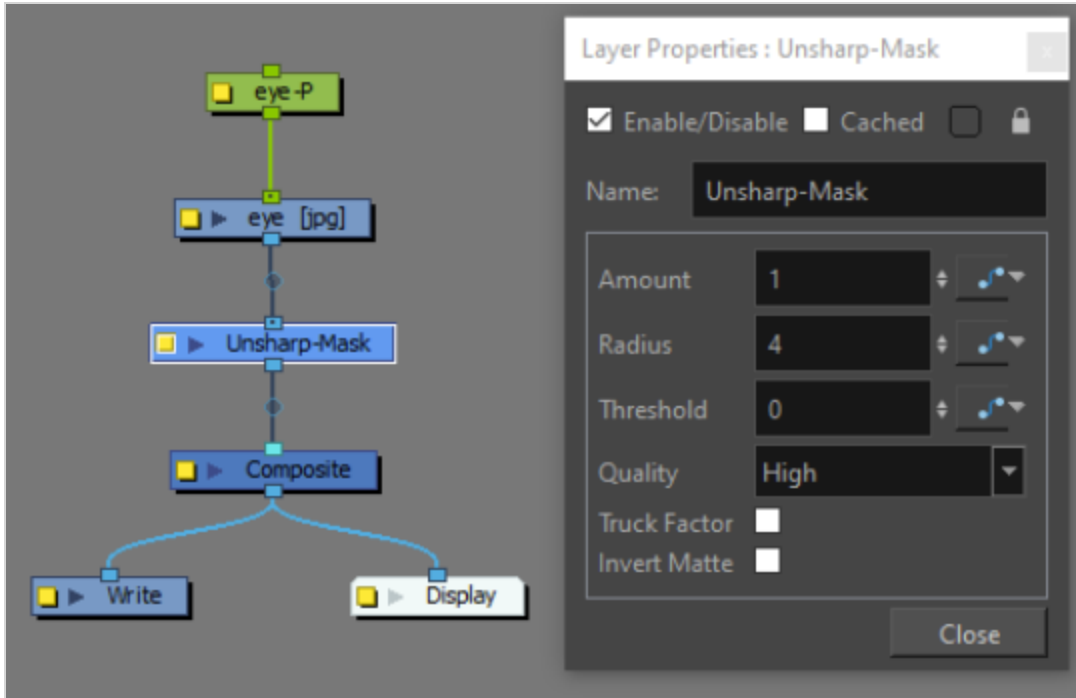 eye-P
eye [jpg]
Unsharp-Mask
Composite
Write
Display
Layer Properties : Unsharp-Mask
x
Enable/Disable Cached
Name: Unsharp-Mask
Amount 1
Radius 4
Threshold 0
Quality High
Truck Factor
Invert Matte
Close